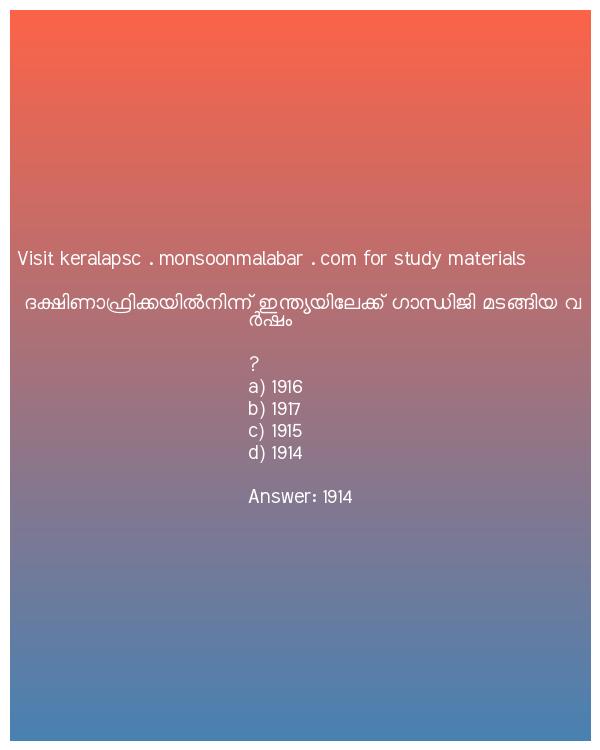 Visit keralapsc . monsoonmalabar . com for study materials
ദക്ഷിണാഫ്രിക്കയിൽനിന്ന് ഇന്ത്യയിലേക്ക് ഗാന്ധിജി മടങ്ങിയ വ
ർഷം
?
a) 1916
b) 1917
c) 1915
d) 1914
Answer: 1914